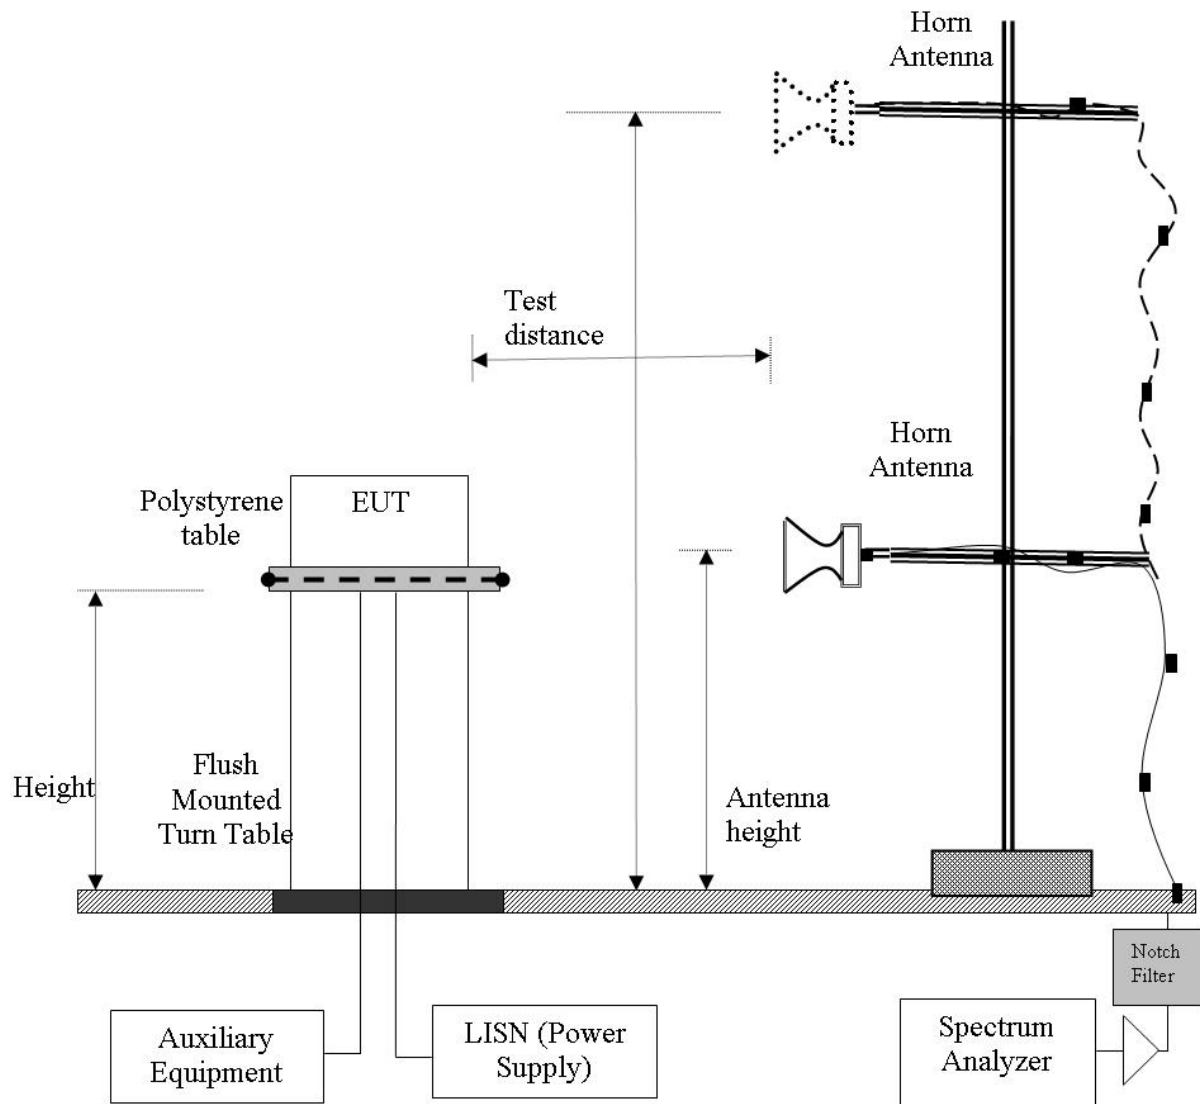 Horn
Antenna
Test
distance
Horn
Antenna
Polystyrene
table
EUT
Height
Flush
Mounted
Turn Table
Antenna
height
Notch
Filter
Auxiliary
Equipment
LISN (Power
Supply)
Spectrum
Analyzer